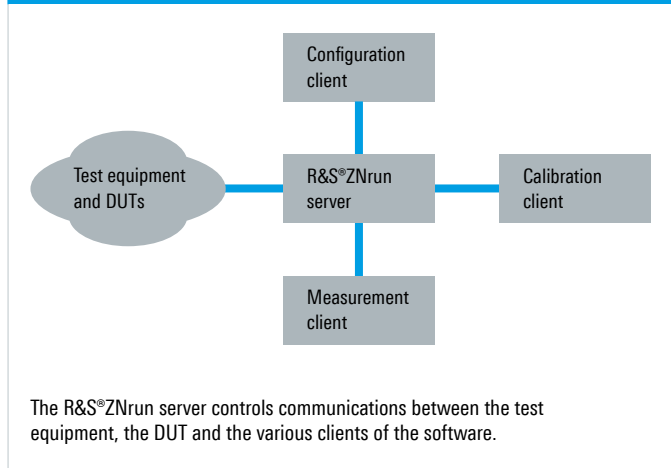 Configuration
client
Test equipment
and DUTs
R&S®ZNrun
server
Calibration
client
Measurement
client
The R&S®ZNrun server controls communications between the test
equipment, the DUT and the various clients of the software.